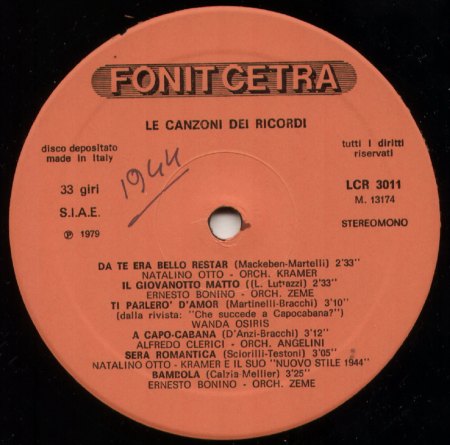 FONIT CETRA
LE CANZONI DEI RICORDI
disco depositato
made in Italy
tutti i diritti
riservati
33 giri
1944
LCR 3011
M. 13174
S.I.A.E.
STEREOMONO
℗ 1979
DA TE ERA BELLO RESTAR (Mackeben-Martelli) 2'33"
NATALINO OTTO - ORCH. KRAMER
IL GIOVANOTTO MATTO ((L. Luttazzi) 2'33"
ERNESTO BONINO - ORCH. ZEME
TI PARLERO' D'AMOR (Martinelli-Bracchi) 3'10"
(dalla rivista: "Che succede a Capocabana?")
WANDA OSIRIS
A CAPO-CABANA (D'Anzi-Bracchi) 3'12"
ALFREDO CLERICI - ORCH. ANGELINI
SERA ROMANTICA (Sciorilli-Testoni) 3'05"
NATALINO OTTO - KRAMER E IL SUO "NUOVO STILE 1944"
BAMBOLA (Calzia-Mellier) 3'25"
ERNESTO BONINO - ORCH. ZEME